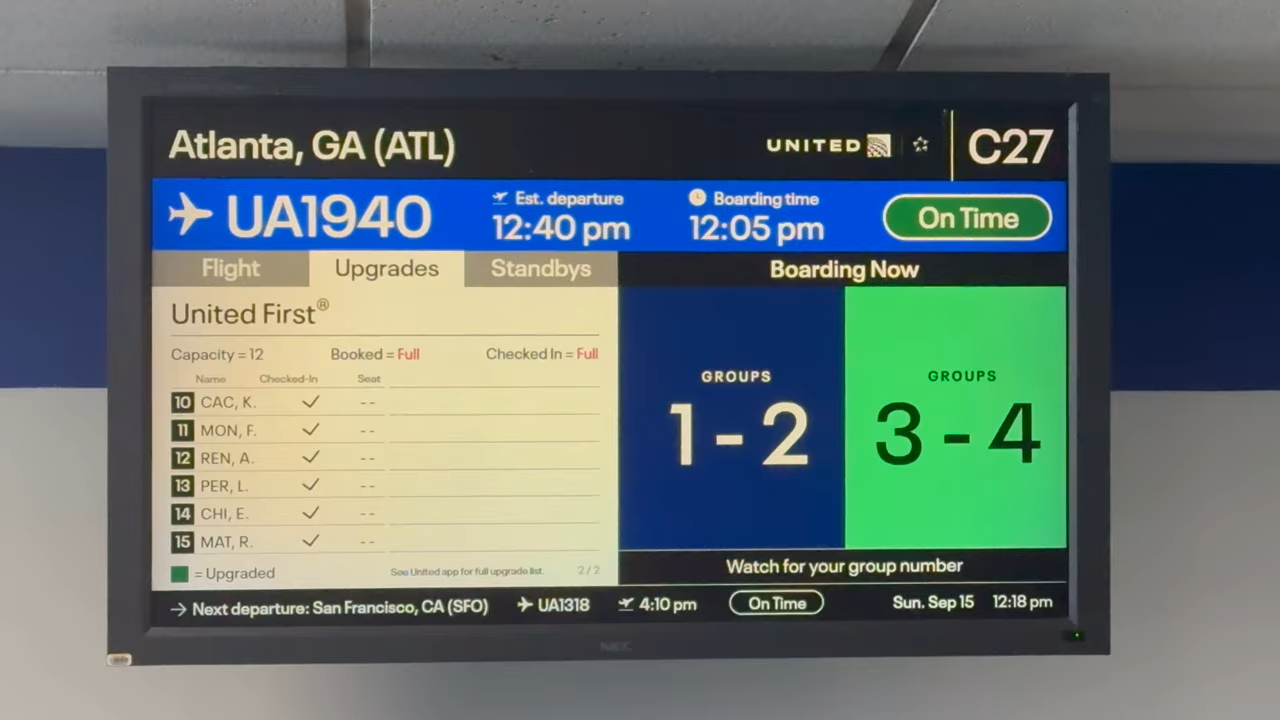 Atlanta, GA (ATL)
UNITED
C27
UA1940
Est. departure
12:40 pm
Boarding time
12:05 pm
On Time
Flight
Upgrades
Standbys
Boarding Now
United First®
Capacity = 12
Booked = Full
Checked In = Full
Name Checked-In Seat
10 CAC, K. ✓ --
11 MON, F. ✓ --
12 REN, A. ✓ --
13 PER, L. ✓ --
14 CHI, E. ✓ --
15 MAT, R. ✓ --
= Upgraded
See United app for full upgrade list.
2 / 2
GROUPS
1 - 2
GROUPS
3 - 4
Watch for your group number
→ Next departure: San Francisco, CA (SFO) UA1318 4:10 pm On Time Sun. Sep 15 12:18 pm
NEC